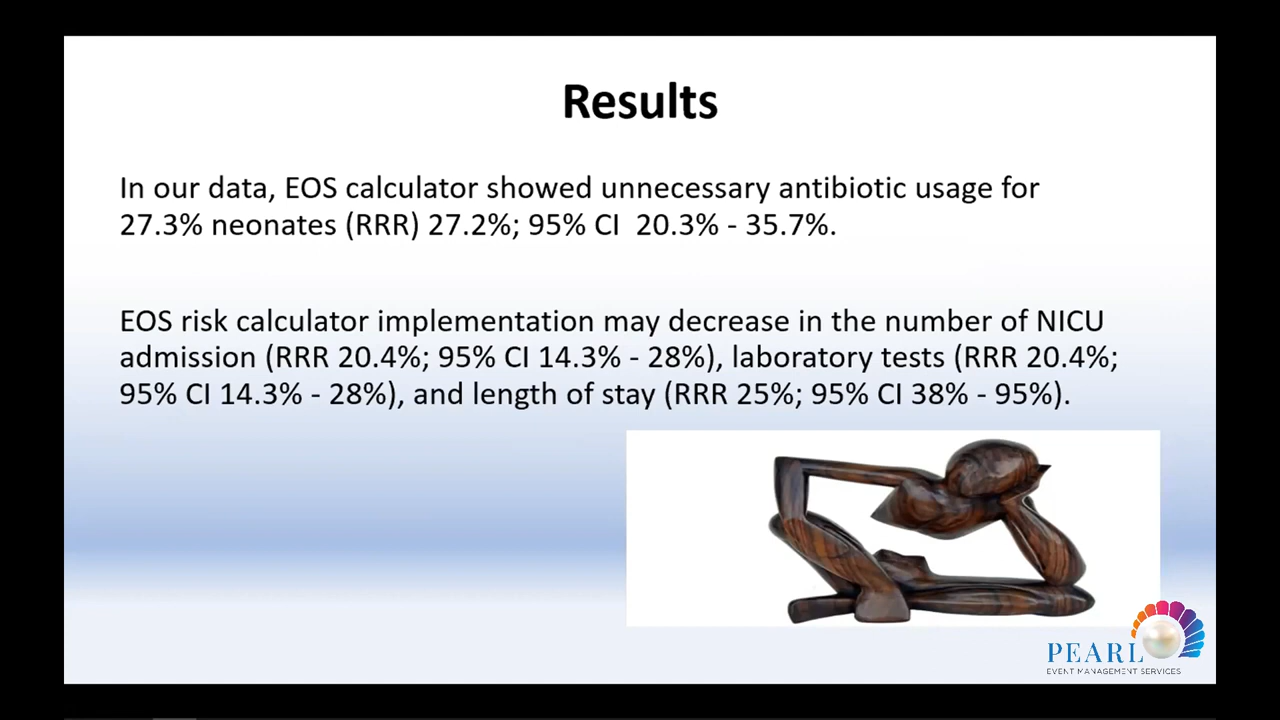 Results
In our data, EOS calculator showed unnecessary antibiotic usage for
27.3% neonates (RRR) 27.2%; 95% CI  20.3% - 35.7%.
EOS risk calculator implementation may decrease in the number of NICU
admission (RRR 20.4%; 95% CI 14.3% - 28%), laboratory tests (RRR 20.4%;
95% CI 14.3% - 28%), and length of stay (RRR 25%; 95% CI 38% - 95%).
PEARL
EVENT MANAGEMENT SERVICES